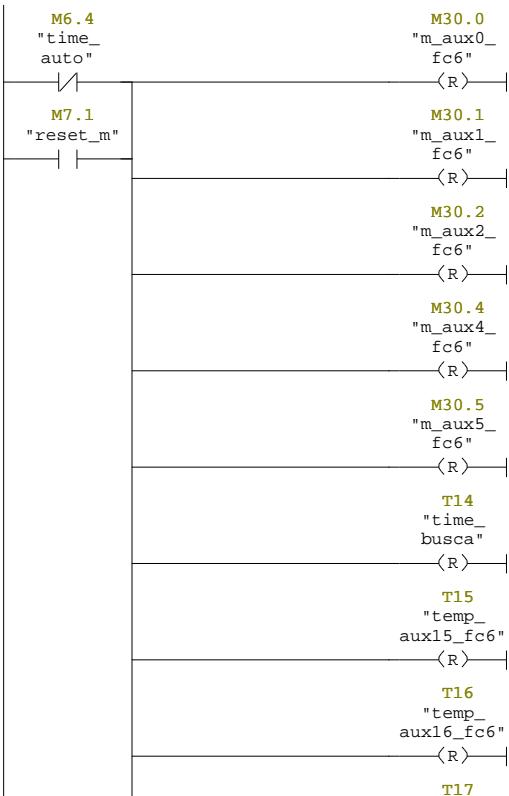 M6.4
"time_
auto"
M30.0
"m_aux0_
fc6"
R
M7.1
"reset_m"
M30.1
"m_aux1_
fc6"
R
M30.2
"m_aux2_
fc6"
R
M30.4
"m_aux4_
fc6"
R
M30.5
"m_aux5_
fc6"
R
T14
"time_
busca"
R
T15
"temp_
aux15_fc6"
R
T16
"temp_
aux16_fc6"
R
T17